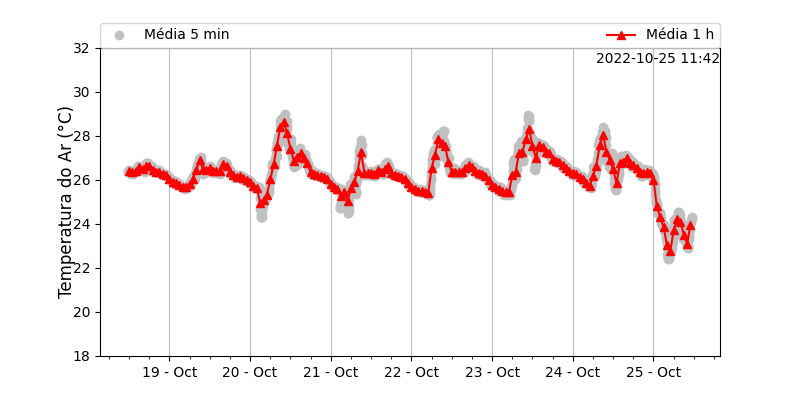 Média 5 min
Média 1 h
2022-10-25 11:42
Temperatura do Ar (°C)
32
30
28
26
24
22
20
18
19 - Oct
20 - Oct
21 - Oct
22 - Oct
23 - Oct
24 - Oct
25 - Oct